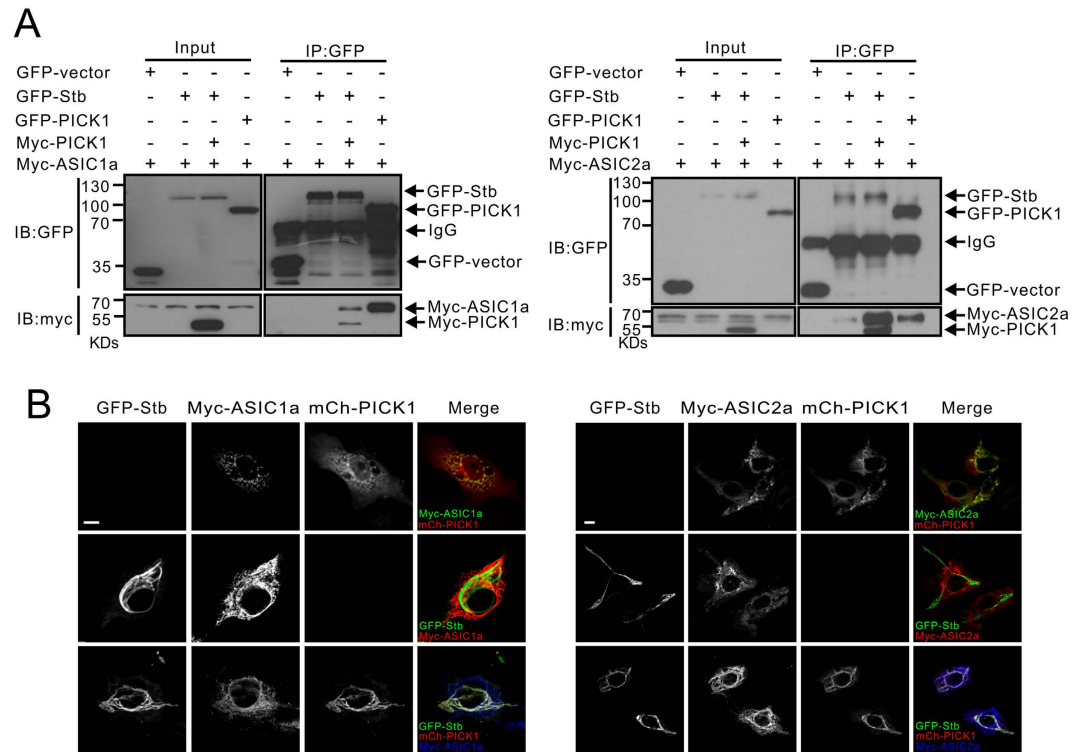 A
Input IP:GFP
GFP-vector + - - - + - - -
GFP-Stb - + + - - + + -
GFP-PICK1 - - - + - - - +
Myc-PICK1 - - + - - - + -
Myc-ASIC1a + + + + + + + +
IB:GFP
130
100
70
35
GFP-Stb
GFP-PICK1
IgG
GFP-vector
IB:myc
70
55
KDs
Myc-ASIC1a
Myc-PICK1
Input IP:GFP
GFP-vector + - - - + - - -
GFP-Stb - + + - - + + -
GFP-PICK1 - - - + - - - +
Myc-PICK1 - - + - - - + -
Myc-ASIC2a + + + + + + + +
IB:GFP
130
100
70
55
35
GFP-Stb
GFP-PICK1
IgG
GFP-vector
IB:myc
70
55
KDs
Myc-ASIC2a
Myc-PICK1
B
GFP-Stb Myc-ASIC1a mCh-PICK1 Merge
Myc-ASIC1a
mCh-PICK1
GFP-Stb
Myc-ASIC1a
GFP-Stb
mCh-PICK1
Myc-ASIC1a
GFP-Stb Myc-ASIC2a mCh-PICK1 Merge
Myc-ASIC2a
mCh-PICK1
GFP-Stb
Myc-ASIC2a
GFP-Stb
mCh-PICK1
Myc-ASIC2a